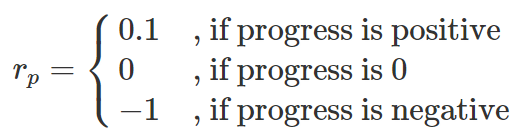 0.1 , if progress is positive
r_p = { 0 , if progress is 0
−1 , if progress is negative